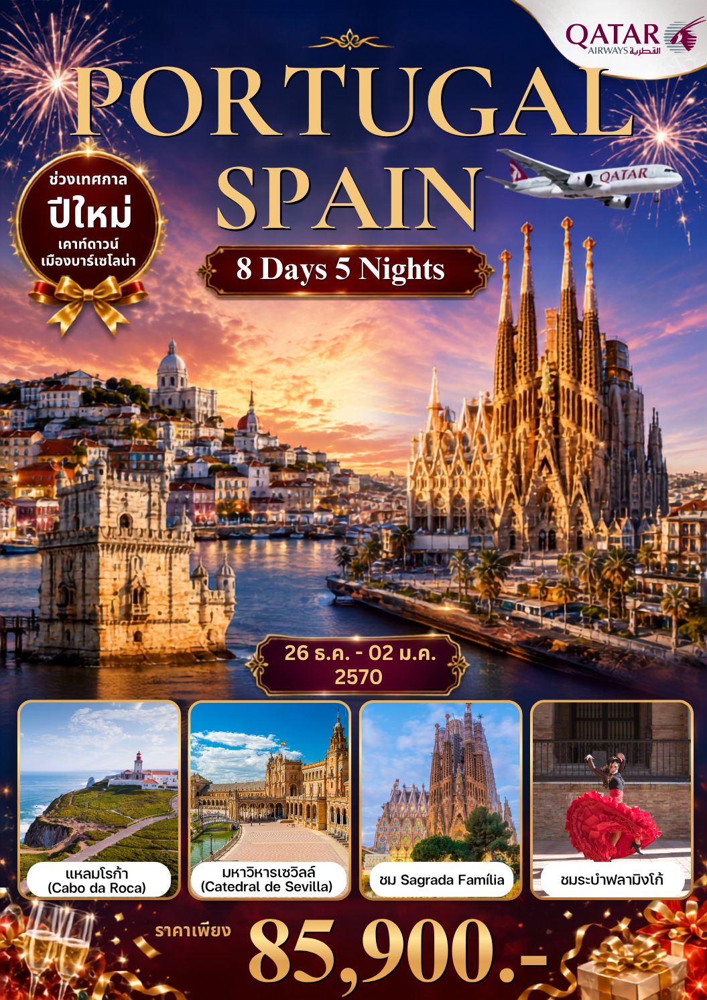 QATAR
AIRWAYS القطرية
PORTUGAL
SPAIN
QATAR
ช่วงเทศกาล
ปีใหม่
เคาท์ดาวน์
เมืองบาร์เซโลน่า
8 Days 5 Nights
26 ธ.ค. - 02 ม.ค.
2570
แหลมโรก้า
(Cabo da Roca)
มหาวิหารเซวิลล์
(Catedral de Sevilla)
ชม Sagrada Família
ชมระบำฟลามิงโก้
ราคาเพียง
85,900.-